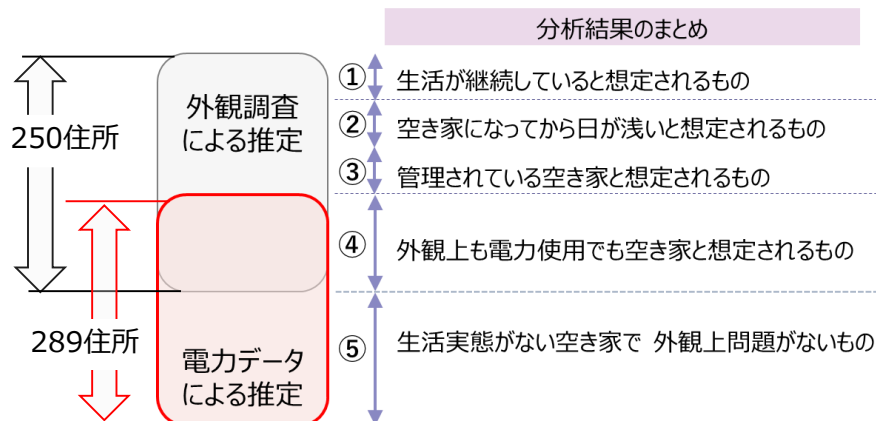 分析結果のまとめ
250住所
289住所
外観調査
による推定
電力データ
による推定
① 生活が継続していると想定されるもの
② 空き家になってから日が浅いと想定されるもの
③ 管理されている空き家と想定されるもの
④ 外観上も電力使用でも空き家と想定されるもの
⑤ 生活実態がない空き家で 外観上問題がないもの